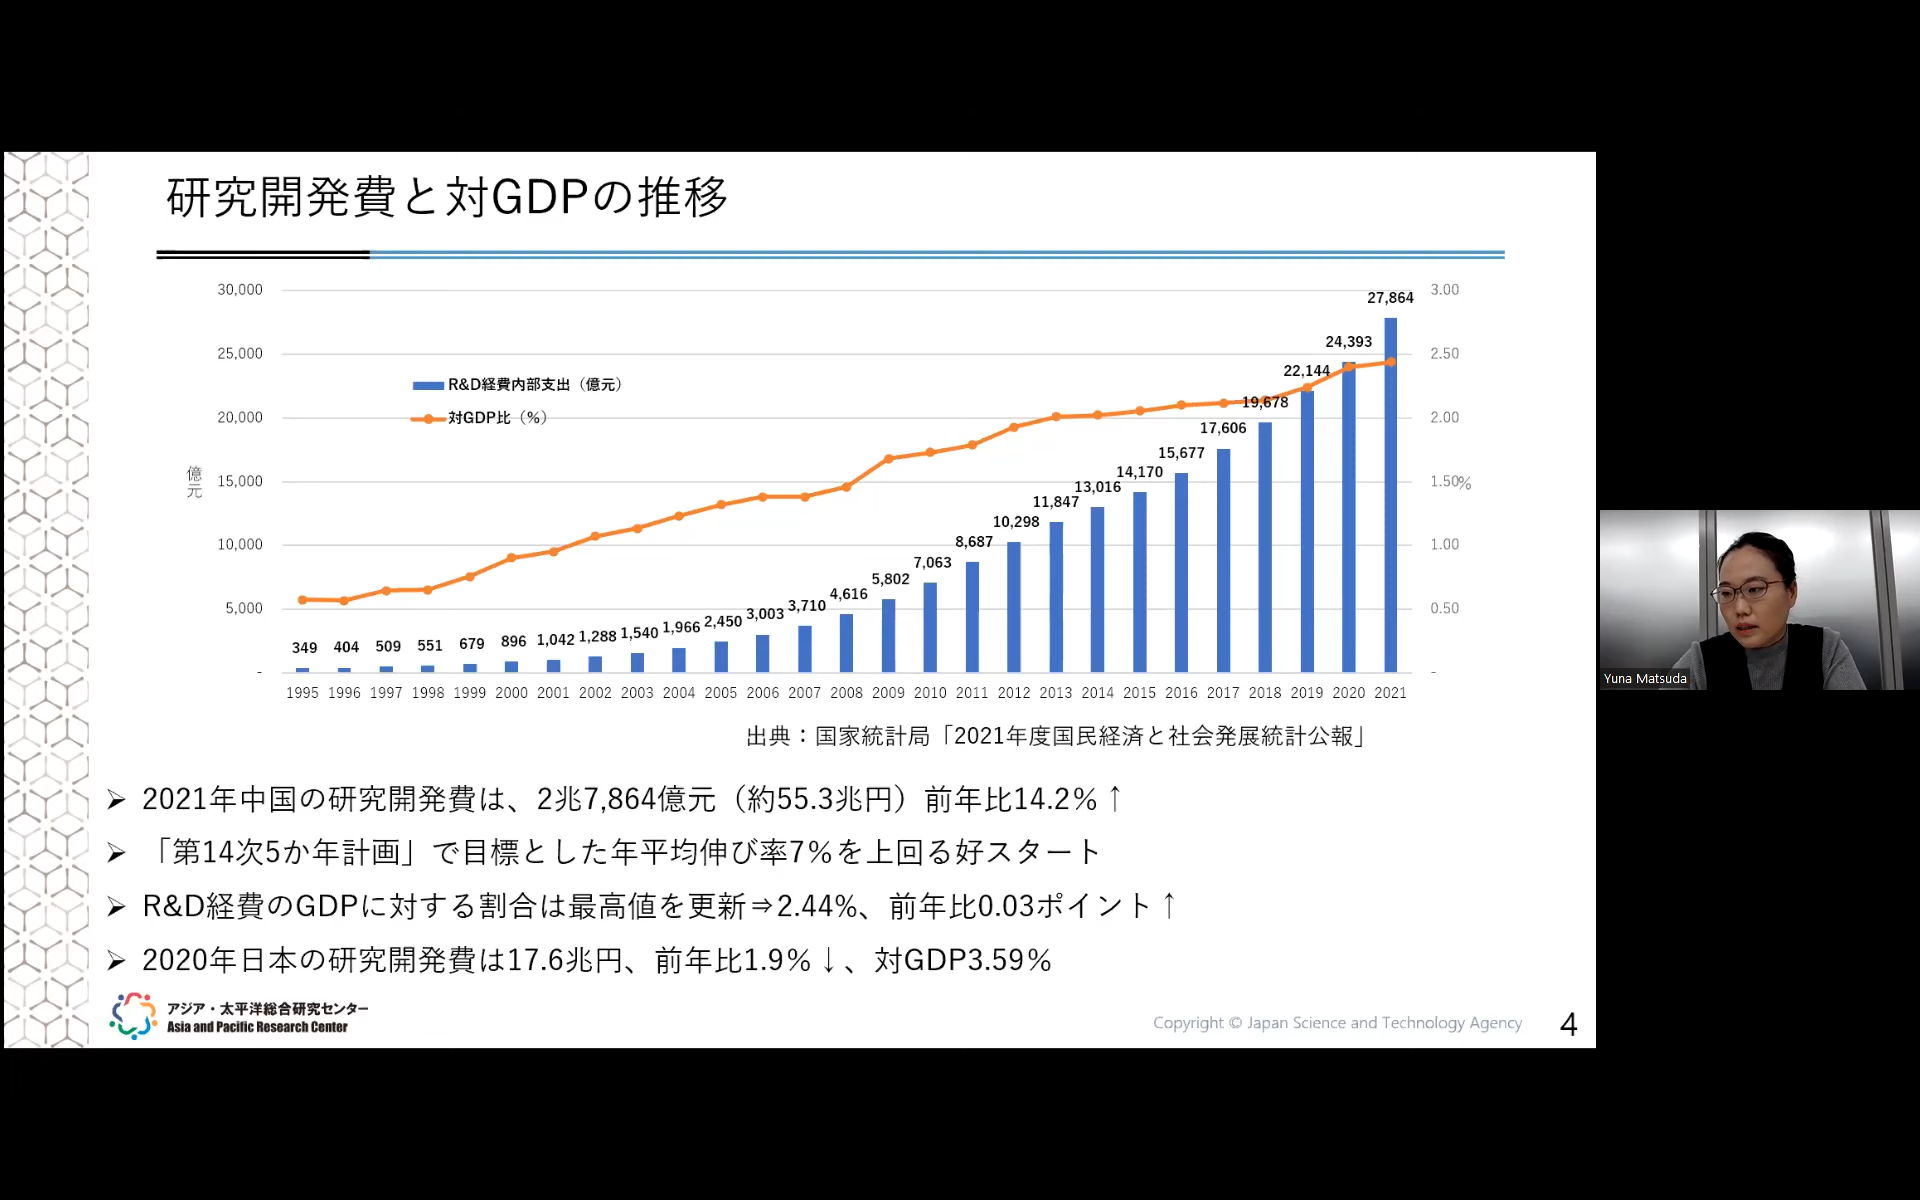 研究開発費と対GDPの推移
30,000
25,000
20,000
15,000
10,000
5,000
-
億元
R&D経費内部支出（億元）
対GDP比（%）
3.00
2.50
2.00
1.50
%
1.00
0.50
-
349 404 509 551 679 896 1,042 1,288 1,540 1,966 2,450 3,003 3,710 4,616 5,802 7,063 8,687 10,298 11,847 13,016 14,170 15,677 17,606 19,678 22,144 24,393 27,864
1995 1996 1997 1998 1999 2000 2001 2002 2003 2004 2005 2006 2007 2008 2009 2010 2011 2012 2013 2014 2015 2016 2017 2018 2019 2020 2021
出典：国家統計局「2021年度国民経済と社会発展統計公報」
➢ 2021年中国の研究開発費は、2兆7,864億元（約55.3兆円）前年比14.2%↑
➢ 「第14次5か年計画」で目標とした年平均伸び率7%を上回る好スタート
➢ R&D経費のGDPに対する割合は最高値を更新⇒2.44%、前年比0.03ポイント↑
➢ 2020年日本の研究開発費は17.6兆円、前年比1.9%↓、対GDP3.59%
アジア・太平洋総合研究センター
Asia and Pacific Research Center
Copyright © Japan Science and Technology Agency
4
Yuna Matsuda